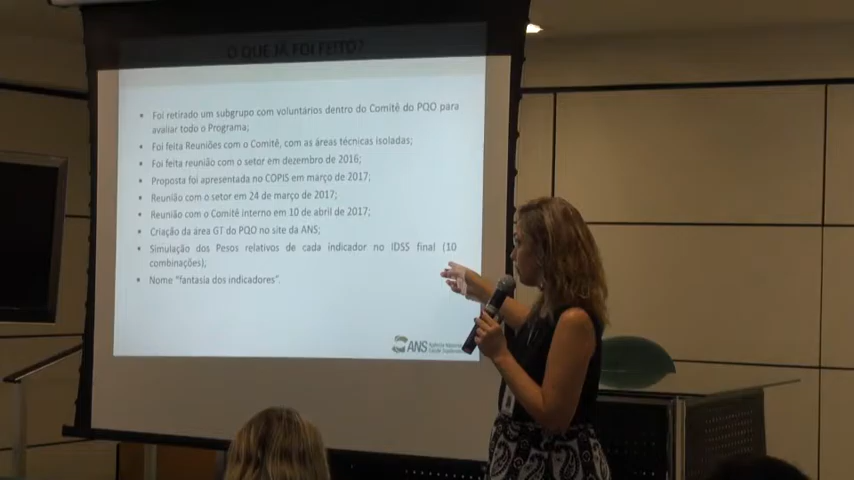 O QUE JÁ FOI FEITO?
• Foi retirado um subgrupo com voluntários dentro do Comitê do PQO para
avaliar todo o Programa;
• Foi feita Reuniões com o Comitê, com as áreas técnicas isoladas;
• Foi feita reunião com o setor em dezembro de 2016;
• Proposta foi apresentada no COPIS em março de 2017;
• Reunião com o setor em 24 de março de 2017;
• Reunião com o Comitê interno em 10 de abril de 2017;
• Criação da área GT do PQO no site da ANS;
• Simulação dos Pesos relativos de cada indicador no IDSS final (10
combinações);
• Nome "fantasia dos indicadores".
ANS